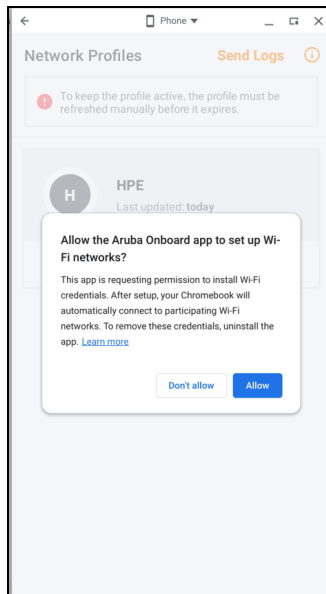 Phone
Network Profiles Send Logs
To keep the profile active, the profile must be
refreshed manually before it expires.
H
HPE
Last updated: today
Allow the Aruba Onboard app to set up Wi-
Fi networks?
This app is requesting permission to install Wi-Fi
credentials. After setup, your Chromebook will
automatically connect to participating Wi-Fi
networks. To remove these credentials, uninstall the
app. Learn more
Don't allow Allow